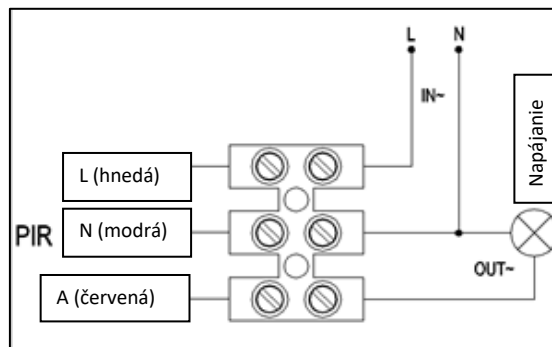 L N
IN~
Napájanie
L (hnedá)
PIR
N (modrá)
OUT~
A (červená)